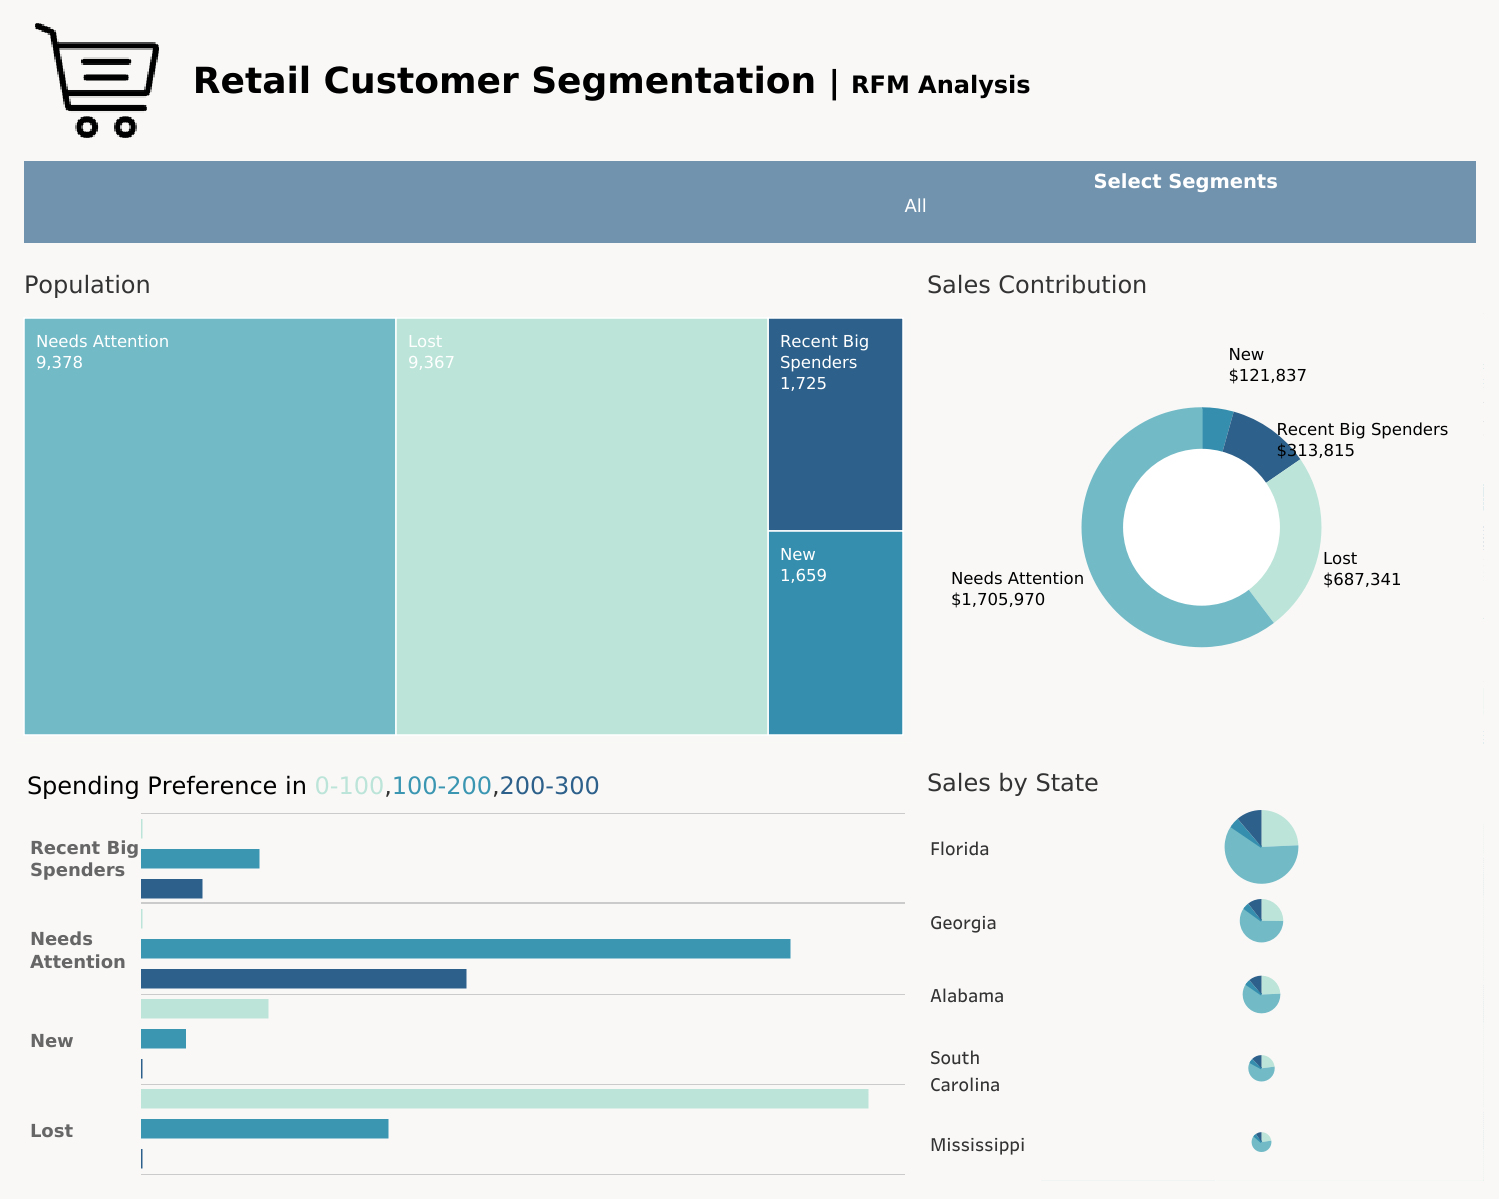 Retail Customer Segmentation | RFM Analysis
Select Segments
All
Population
Needs Attention
9,378
Lost
9,367
Recent Big
Spenders
1,725
New
1,659
Sales Contribution
New
$121,837
Recent Big Spenders
$313,815
Lost
$687,341
Needs Attention
$1,705,970
Spending Preference in 0-100,100-200,200-300
Recent Big
Spenders
Needs
Attention
New
Lost
Sales by State
Florida
Georgia
Alabama
South
Carolina
Mississippi